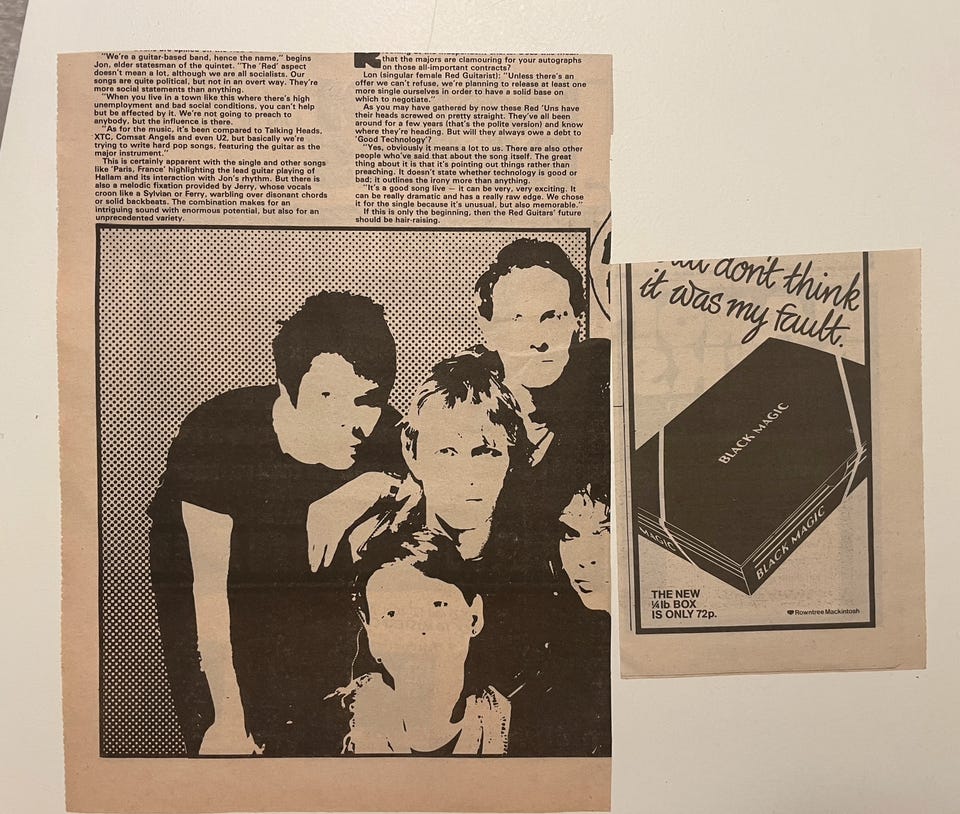 "We're a guitar-based band, hence the name," begins
Jon, elder statesman of the quintet. "The 'Red' aspect
doesn't mean a lot, although we are all socialists. Our
songs are quite political, but not in an overt way. They're
more social statements than anything.
"When you live in a town like this where there's high
unemployment and bad social conditions, you can't help
but be affected by it. We're not going to preach to
anybody, but the influence is there.
"As for the music, it's been compared to Talking Heads,
XTC, Comsat Angels and even U2, but basically we're
trying to write hard pop songs, featuring the guitar as the
major instrument."
This is certainly apparent with the single and other songs
like 'Paris, France' highlighting the lead guitar playing of
Hallam and its interaction with Jon's rhythm. But there is
also a melodic fixation provided by Jerry, whose vocals
croon like a Sylvian or Ferry, warbling over disonant chords
or solid backbeats. The combination makes for an
intriguing sound with enormous potential, but also for an
unprecedented variety.
that the majors are clamouring for your autographs
on those all-important contracts?
Lon (singular female Red Guitarist): "Unless there's an
offer we can't refuse, we're planning to release at least one
more single ourselves in order to have a solid base on
which to negotiate."
As you may have gathered by now these Red 'Uns have
their heads screwed on pretty straight. They've all been
around for a few years (that's the polite version) and know
where they're heading. But will they always owe a debt to
'Good Technology'?
"Yes, obviously it means a lot to us. There are also other
people who've said that about the song itself. The great
thing about it is that it's pointing out things rather than
preaching. It doesn't state whether technology is good or
bad; it outlines the irony more than anything.
"It's a good song live — it can be very, very exciting. It
can be really dramatic and has a really raw edge. We chose
it for the single because it's unusual, but also memorable."
If this is only the beginning, then the Red Guitars' future
should be hair-raising.
don't think
it was my fault.
BLACK MAGIC
MAGIC
BLACK MAGIC
THE NEW
¼lb BOX
IS ONLY 72p.
Rowntree Mackintosh